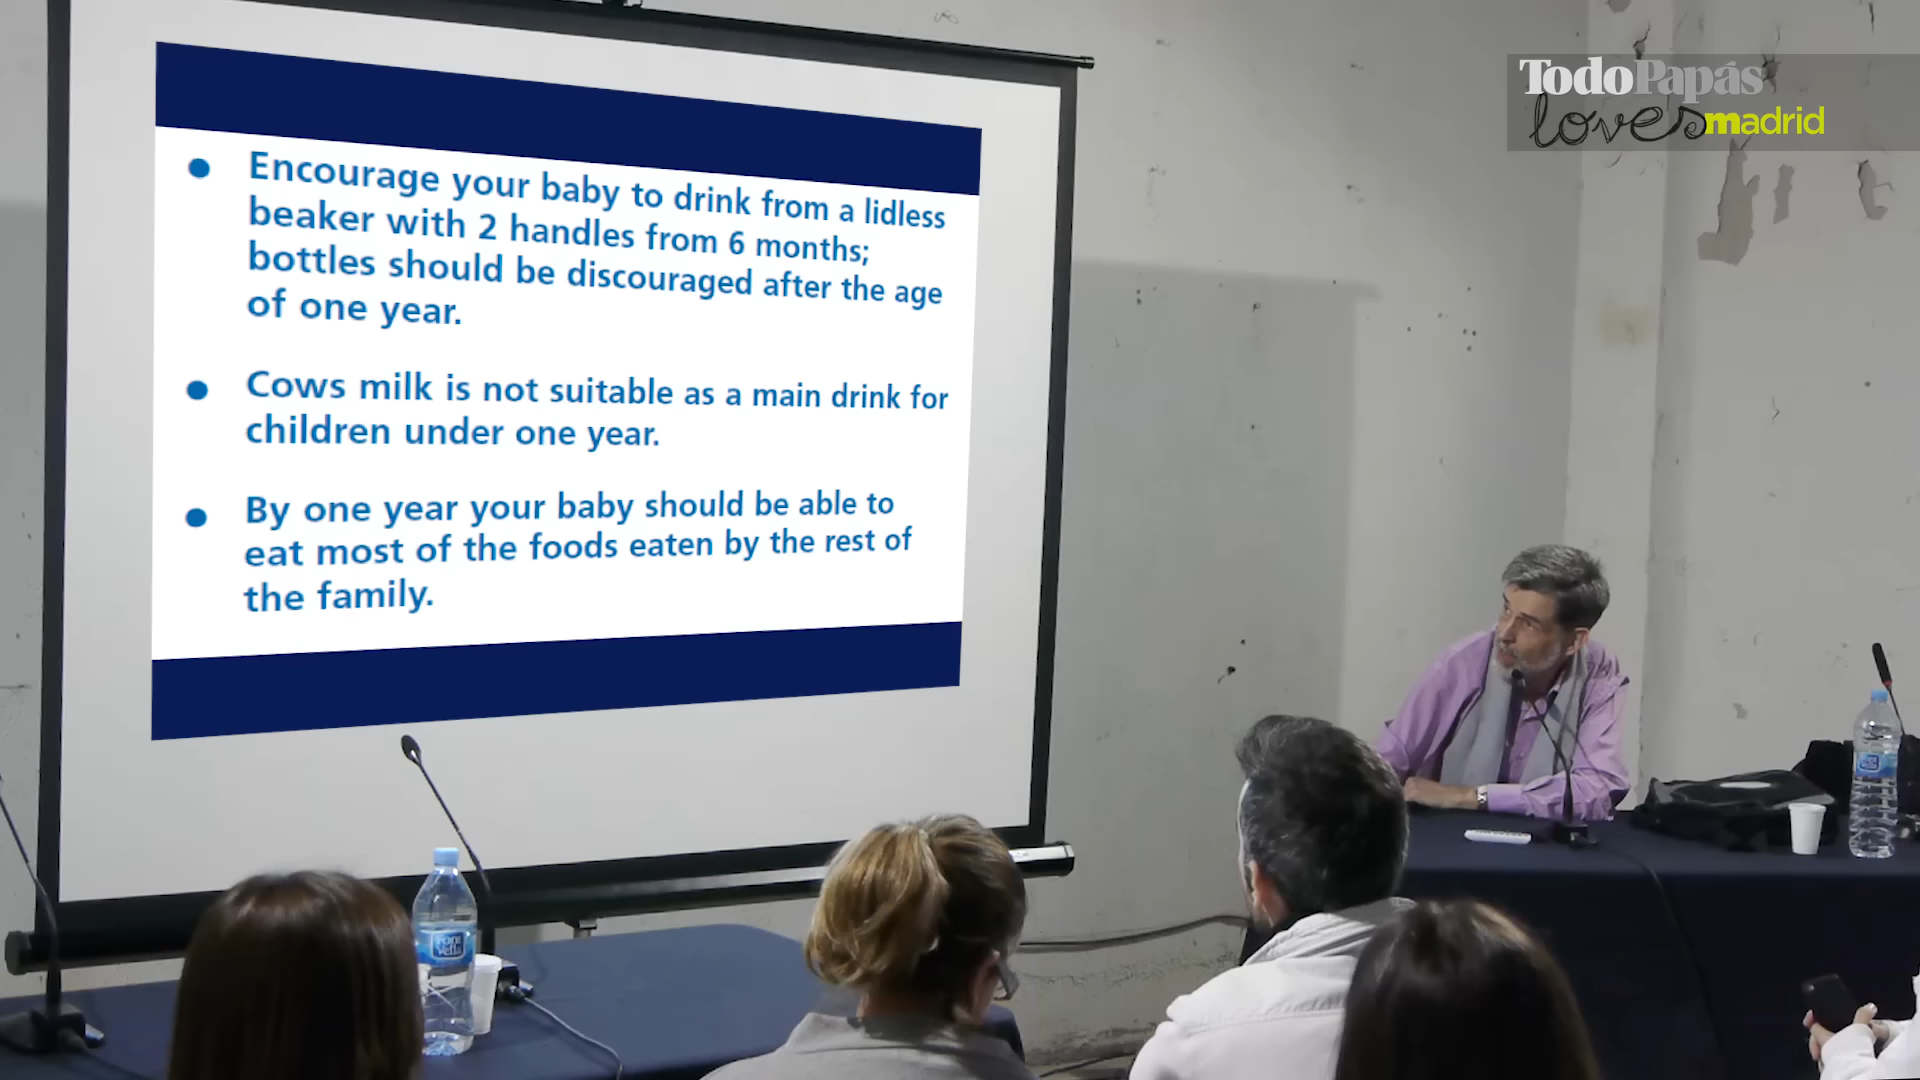 Encourage your baby to drink from a lidless
beaker with 2 handles from 6 months;
bottles should be discouraged after the age
of one year.
Cows milk is not suitable as a main drink for
children under one year.
By one year your baby should be able to
eat most of the foods eaten by the rest of
the family.
TodoPapás
loves madrid